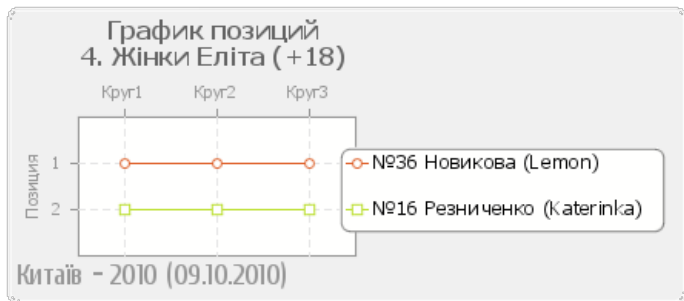 График позиций
4. Жінки Еліта (+18)
Круг1 Круг2 Круг3
Позиция
1
№36 Новикова (Lemon)
2
№16 Резниченко (Katerinka)
Китаїв - 2010 (09.10.2010)